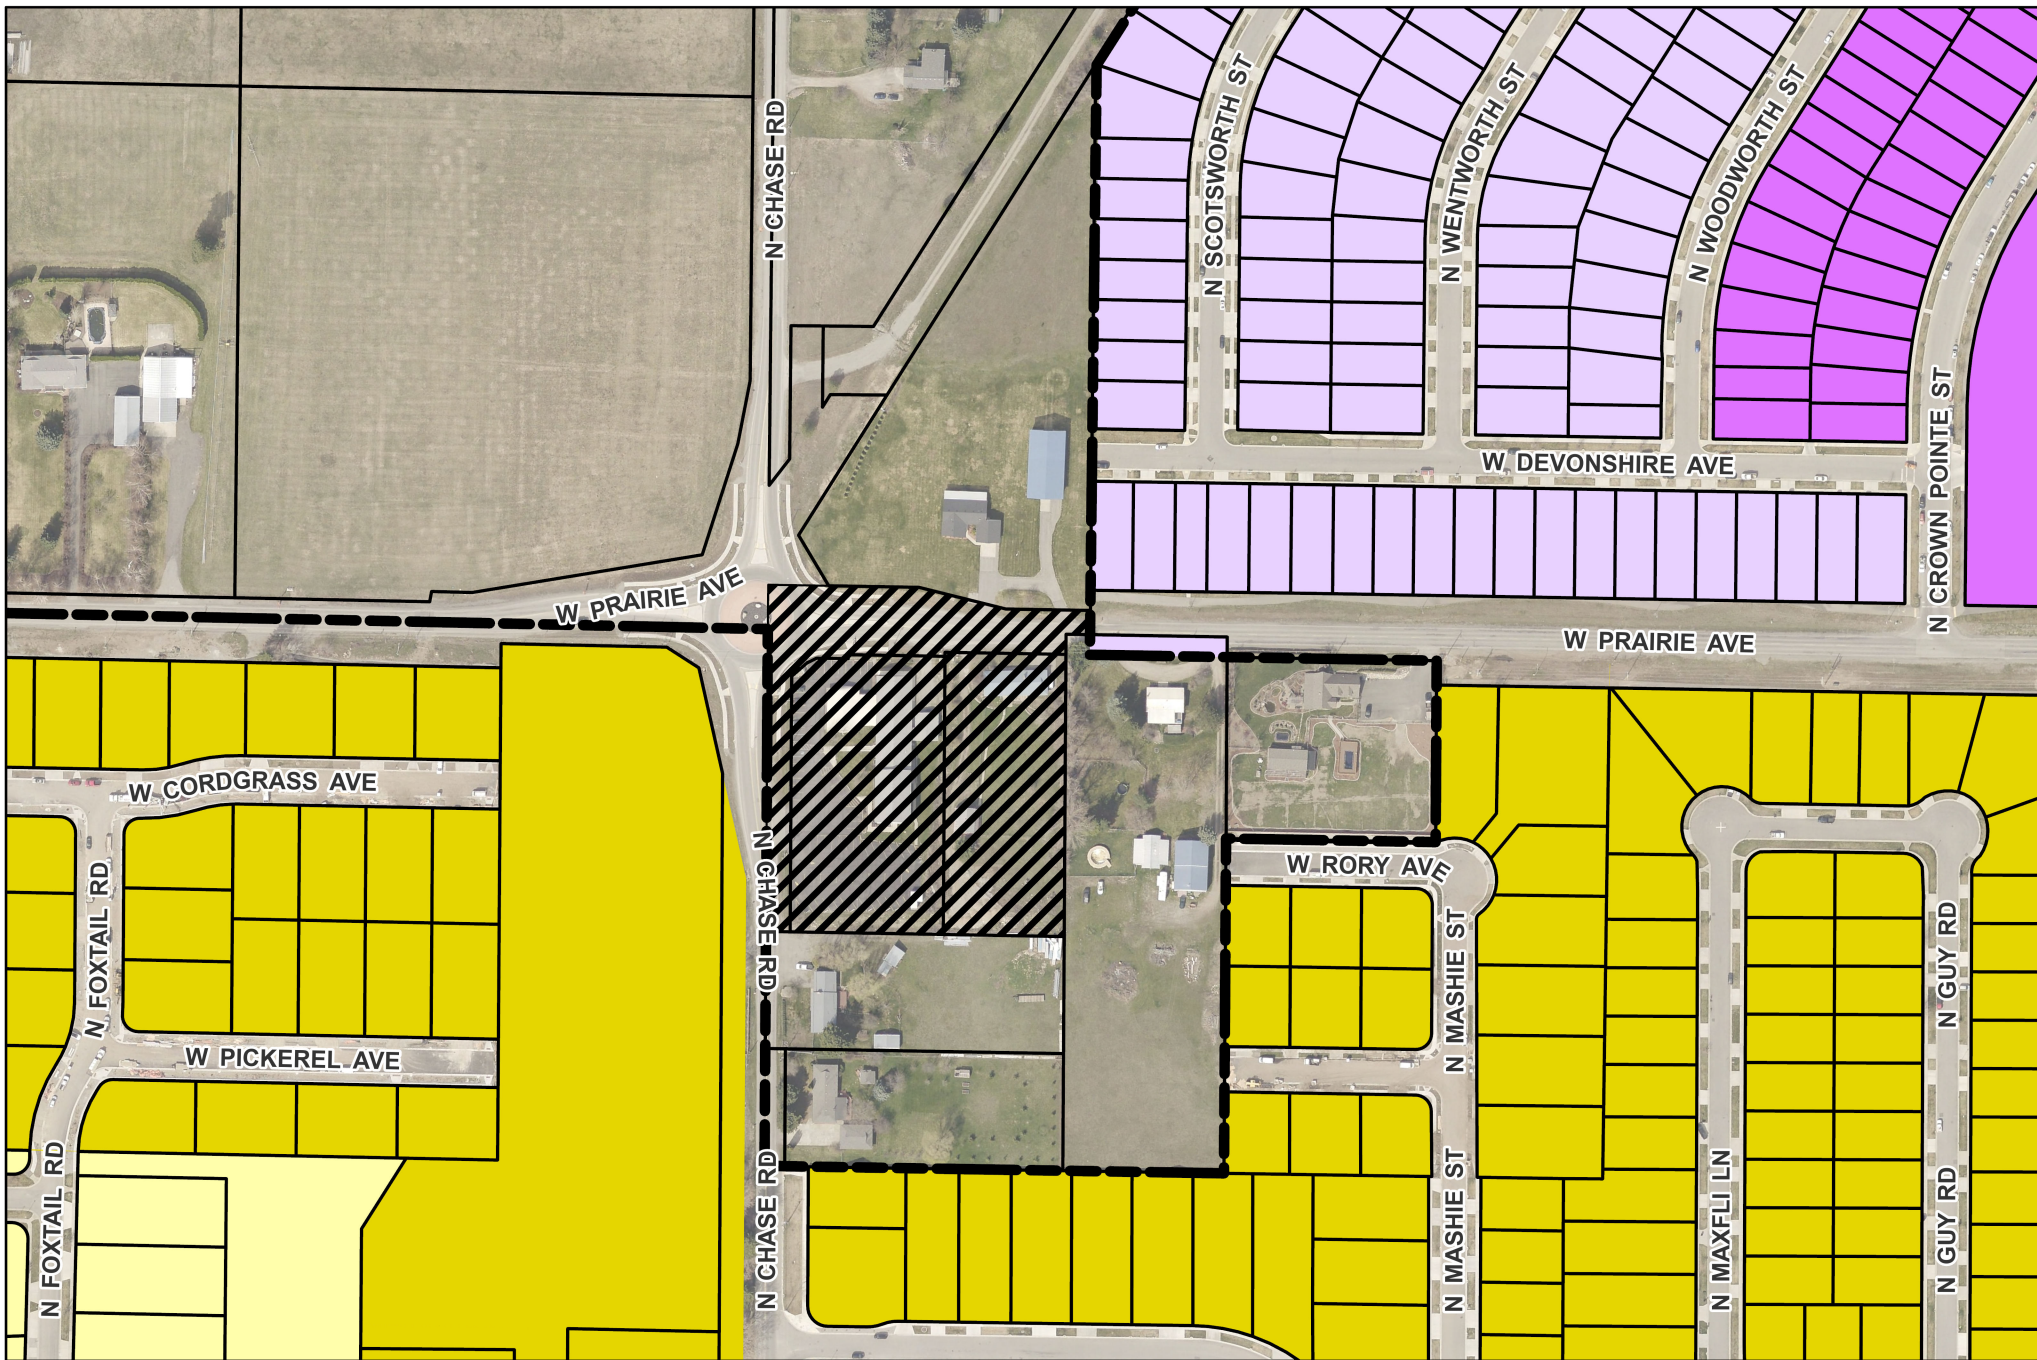 N CHASE RD
N SCOTSWORTH ST
N WENTWORTH ST
N WOODWORTH ST
N CROWN POINTE ST
W DEVONSHIRE AVE
W PRAIRIE AVE
W PRAIRIE AVE
W CORDGRASS AVE
N FOXTAIL RD
N CHASE RD
W RORY AVE
N MASHIE ST
N GUY RD
W PICKEREL AVE
N FOXTAIL RD
N CHASE RD
N MASHIE ST
N MAXFLI LN
N GUY RD